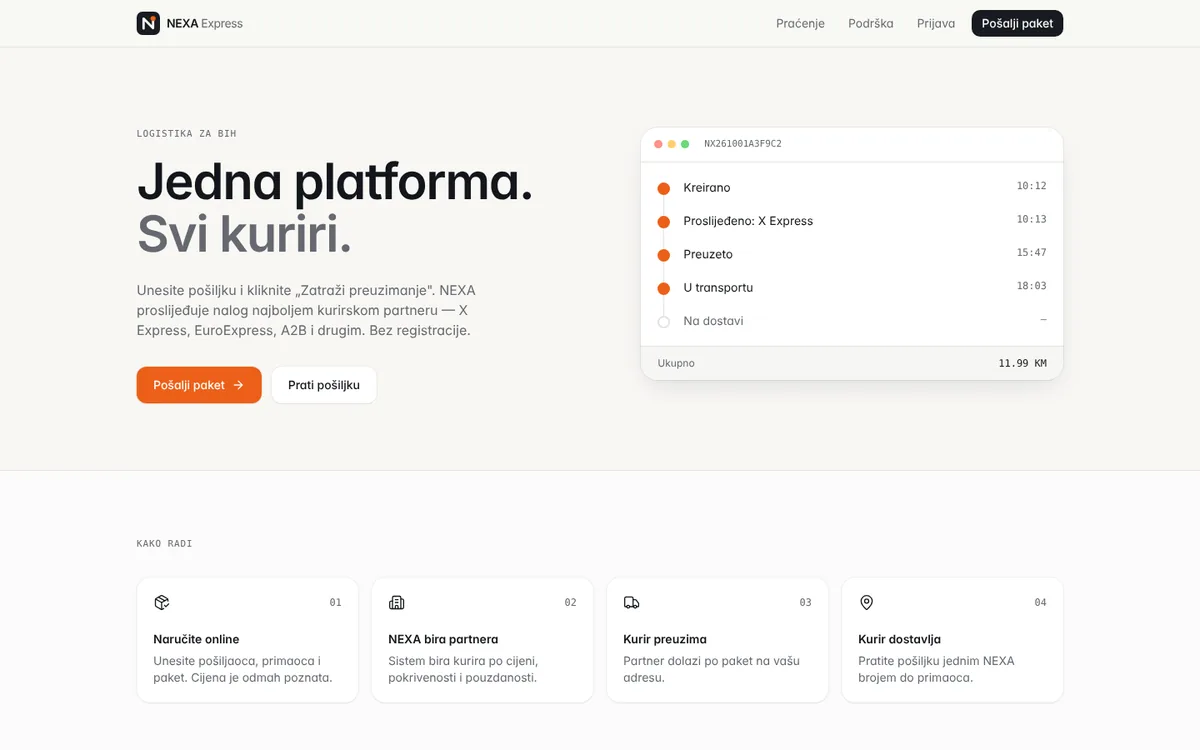 NEXA Express
Praćenje
Podrška
Prijava
Pošalji paket
LOGISTIKA ZA BIH
Jedna platforma.
Svi kuriri.
Unesite pošiljku i kliknite „Zatraži preuzimanje". NEXA
prosljeđuje nalog najboljem kurirskom partneru — X
Express, EuroExpress, A2B i drugim. Bez registracije.
Pošalji paket →
Prati pošiljku
NX261001A3F9C2
Kreirano 10:12
Proslijeđeno: X Express 10:13
Preuzeto 15:47
U transportu 18:03
Na dostavi —
Ukupno 11.99 KM
KAKO RADI
01
Naručite online
Unesite pošiljaoca, primaoca i
paket. Cijena je odmah poznata.
02
NEXA bira partnera
Sistem bira kurira po cijeni,
pokrivenosti i pouzdanosti.
03
Kurir preuzima
Partner dolazi po paket na vašu
adresu.
04
Kurir dostavlja
Pratite pošiljku jednim NEXA
brojem do primaoca.